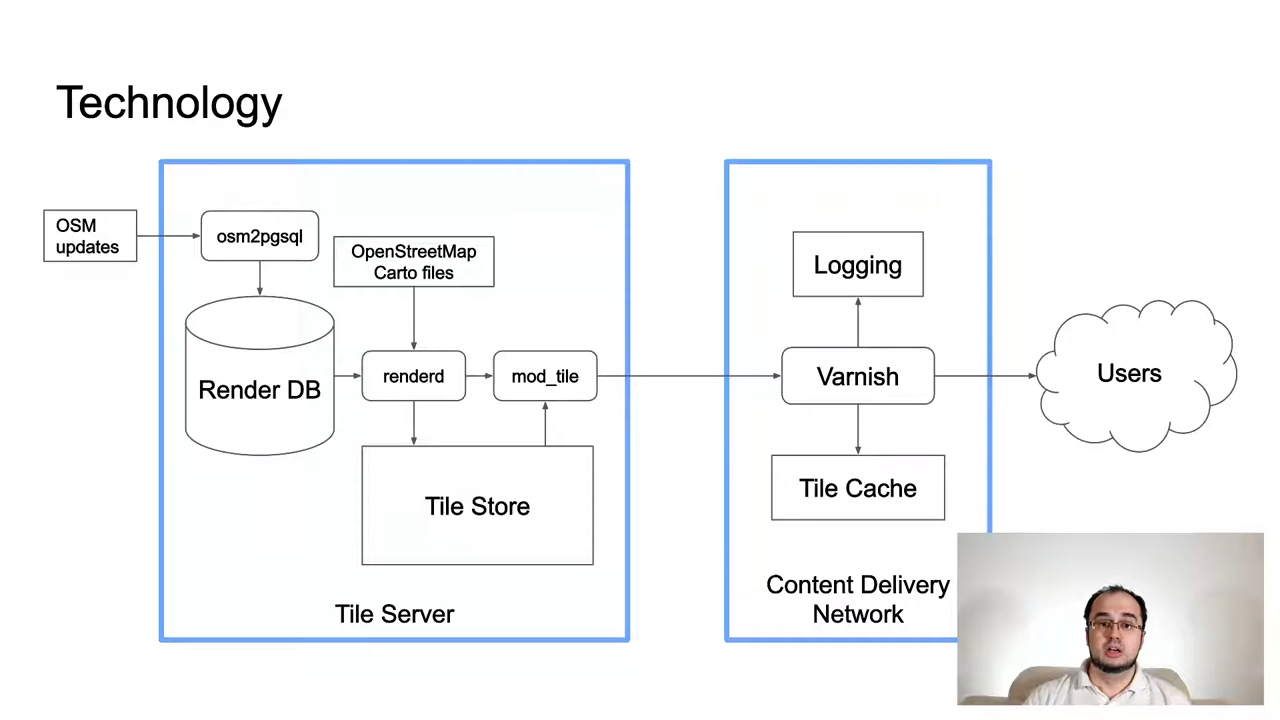 Technology
OSM
updates
osm2pgsql
OpenStreetMap
Carto files
Render DB
renderd
mod_tile
Tile Store
Tile Server
Logging
Varnish
Tile Cache
Content Delivery
Network
Users